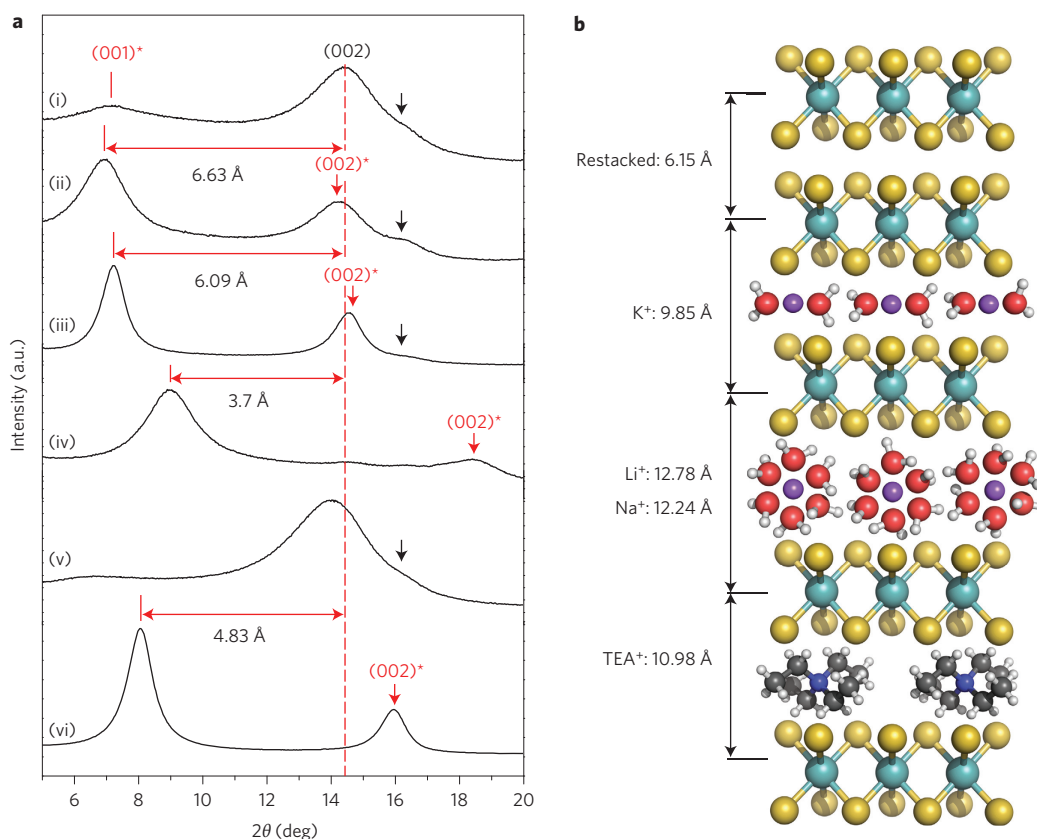 a
(001)*
(002)
(i)
6.63 Å
(002)*
(ii)
6.09 Å
(002)*
(iii)
3.7 Å
(002)*
(iv)
(v)
4.83 Å
(002)*
(vi)
Intensity (a.u.)
6 8 10 12 14 16 18 20
2θ (deg)
b
Restacked: 6.15 Å
K⁺: 9.85 Å
Li⁺: 12.78 Å
Na⁺: 12.24 Å
TEA⁺: 10.98 Å